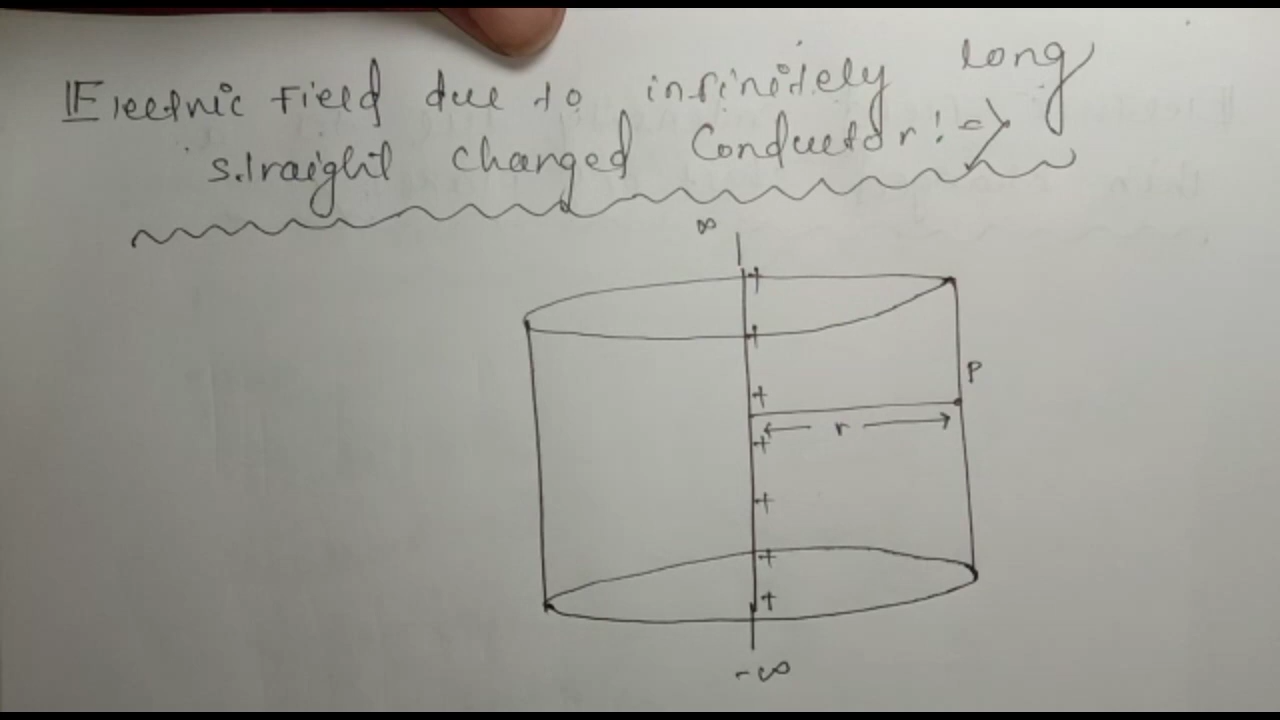 Electric Field due to infinitely long
straight charged Conductor :=>
∞
+
+
P
+
r
+
+
+
+
-∞